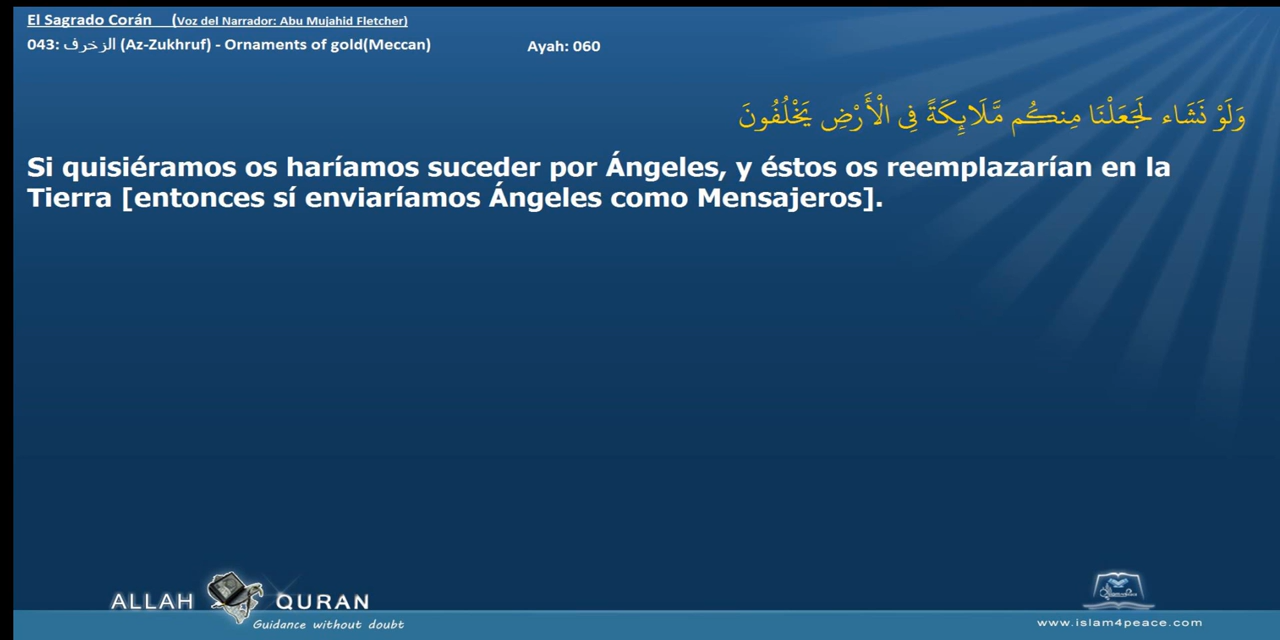 El Sagrado Corán (Voz del Narrador: Abu Mujahid Fletcher)
043: الزخرف (Az-Zukhruf) - Ornaments of gold(Meccan) Ayah: 060
وَلَوْ نَشَاء لَجَعَلْنَا مِنكُم مَّلَائِكَةً فِي الْأَرْضِ يَخْلُفُونَ
Si quisiéramos os haríamos suceder por Ángeles, y éstos os reemplazarían en la
Tierra [entonces sí enviaríamos Ángeles como Mensajeros].
ALLAH QURAN
Guidance without doubt
www.islam4peace.com